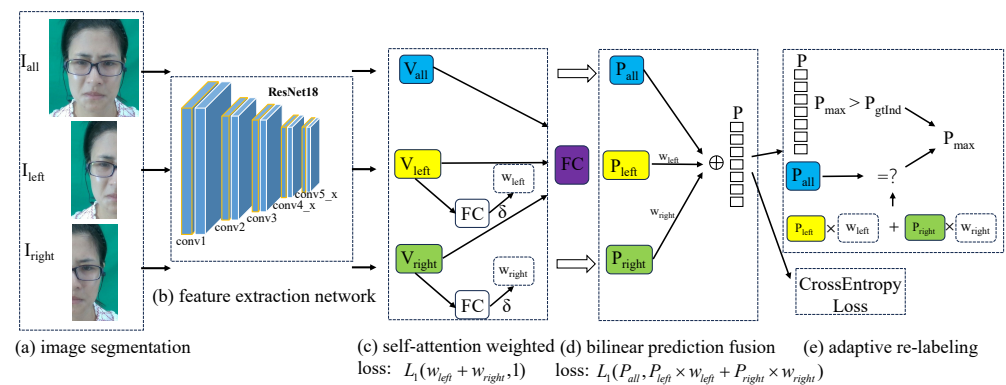 I_all
I_left
I_right
(a) image segmentation
ResNet18
conv1
conv2
conv3
conv4_x
conv5_x
(b) feature extraction network
V_all
V_left
w_left
FC
δ
V_right
w_right
FC
δ
FC
(c) self-attention weighted
loss: L_1(w_left + w_right,1)
P_all
P_left
w_left
w_right
P_right
⊕
P
(d) bilinear prediction fusion
loss: L_1(P_all, P_left × w_left + P_right × w_right)
P
P_max > P_gtInd
P_max
P_all
=?
P_left × w_left + P_right × w_right
CrossEntropy
Loss
(e) adaptive re-labeling